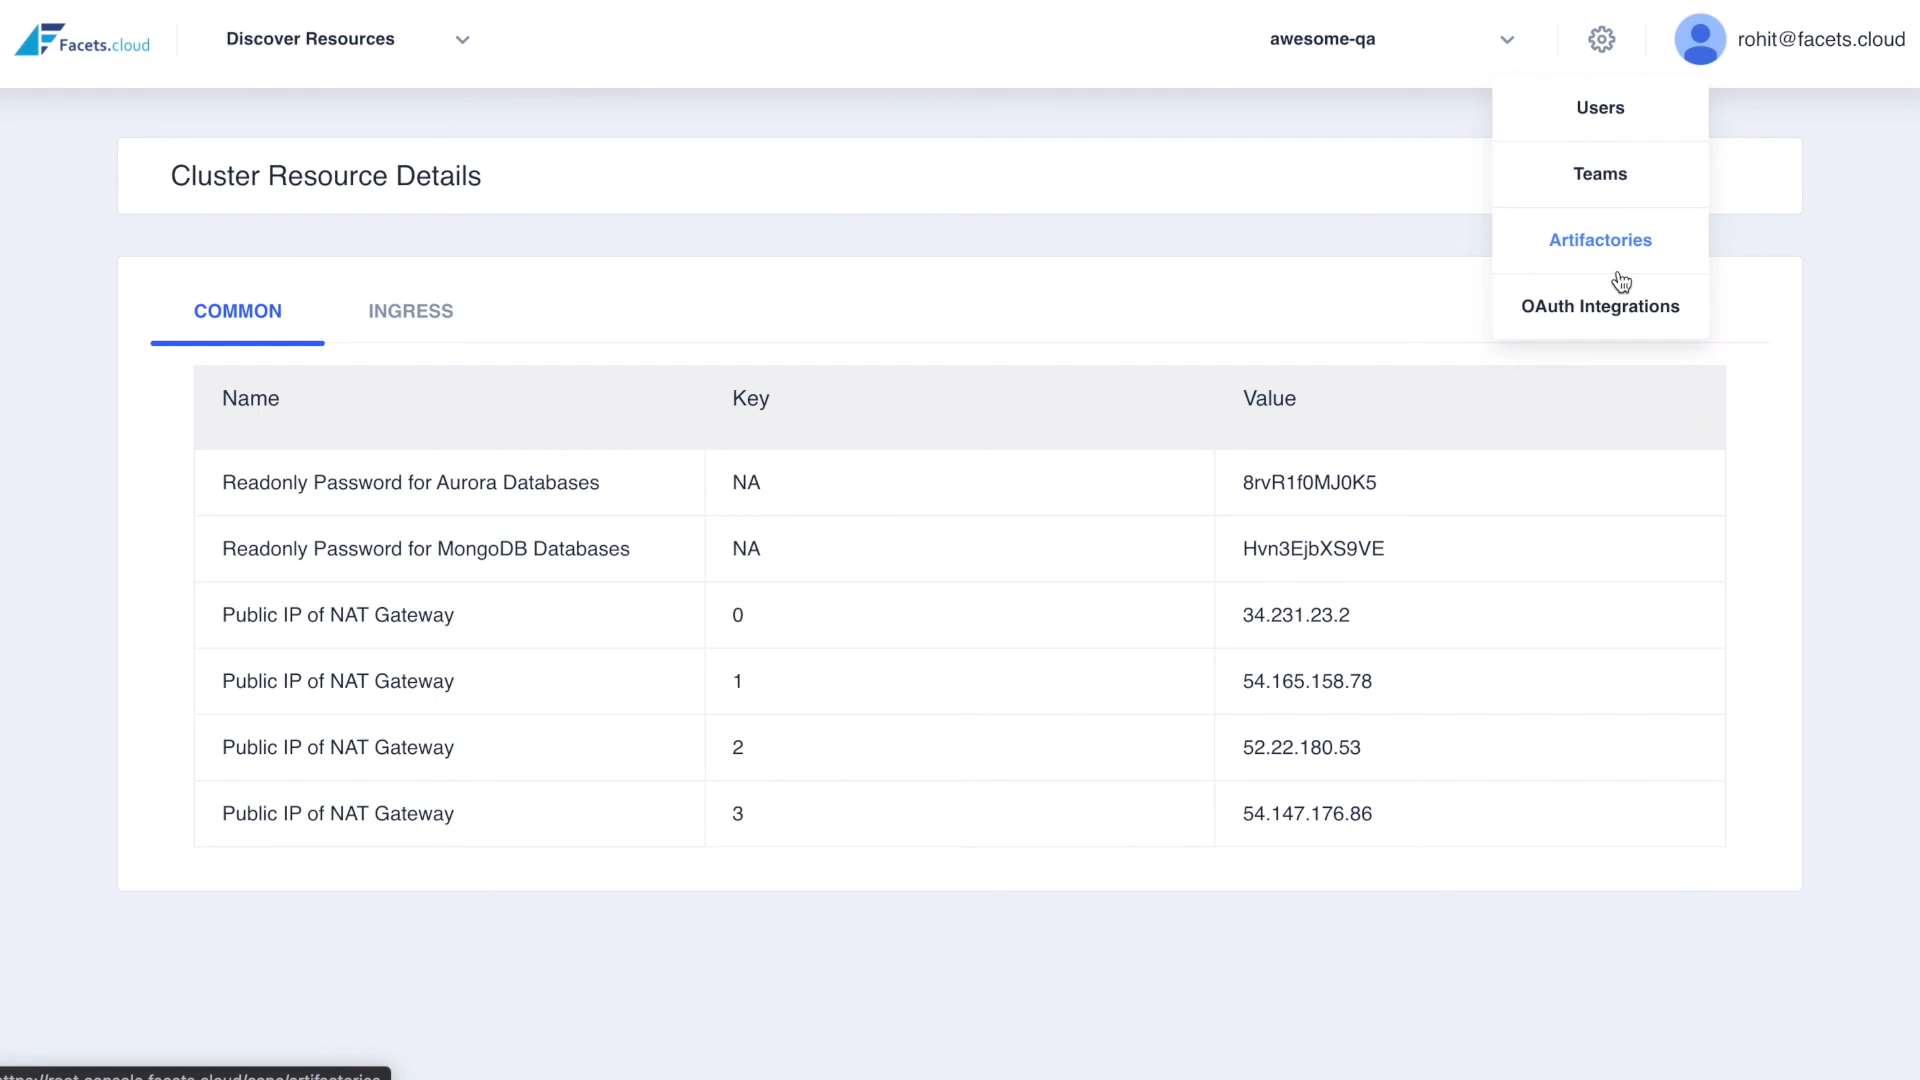 Facets.cloud
Discover Resources
awesome-qa
rohit@facets.cloud
Users
Teams
Artifactories
OAuth Integrations
Cluster Resource Details
COMMON INGRESS
Name Key Value
Readonly Password for Aurora Databases NA 8rvR1f0MJ0K5
Readonly Password for MongoDB Databases NA Hvn3EjbXS9VE
Public IP of NAT Gateway 0 34.231.23.2
Public IP of NAT Gateway 1 54.165.158.78
Public IP of NAT Gateway 2 52.22.180.53
Public IP of NAT Gateway 3 54.147.176.86